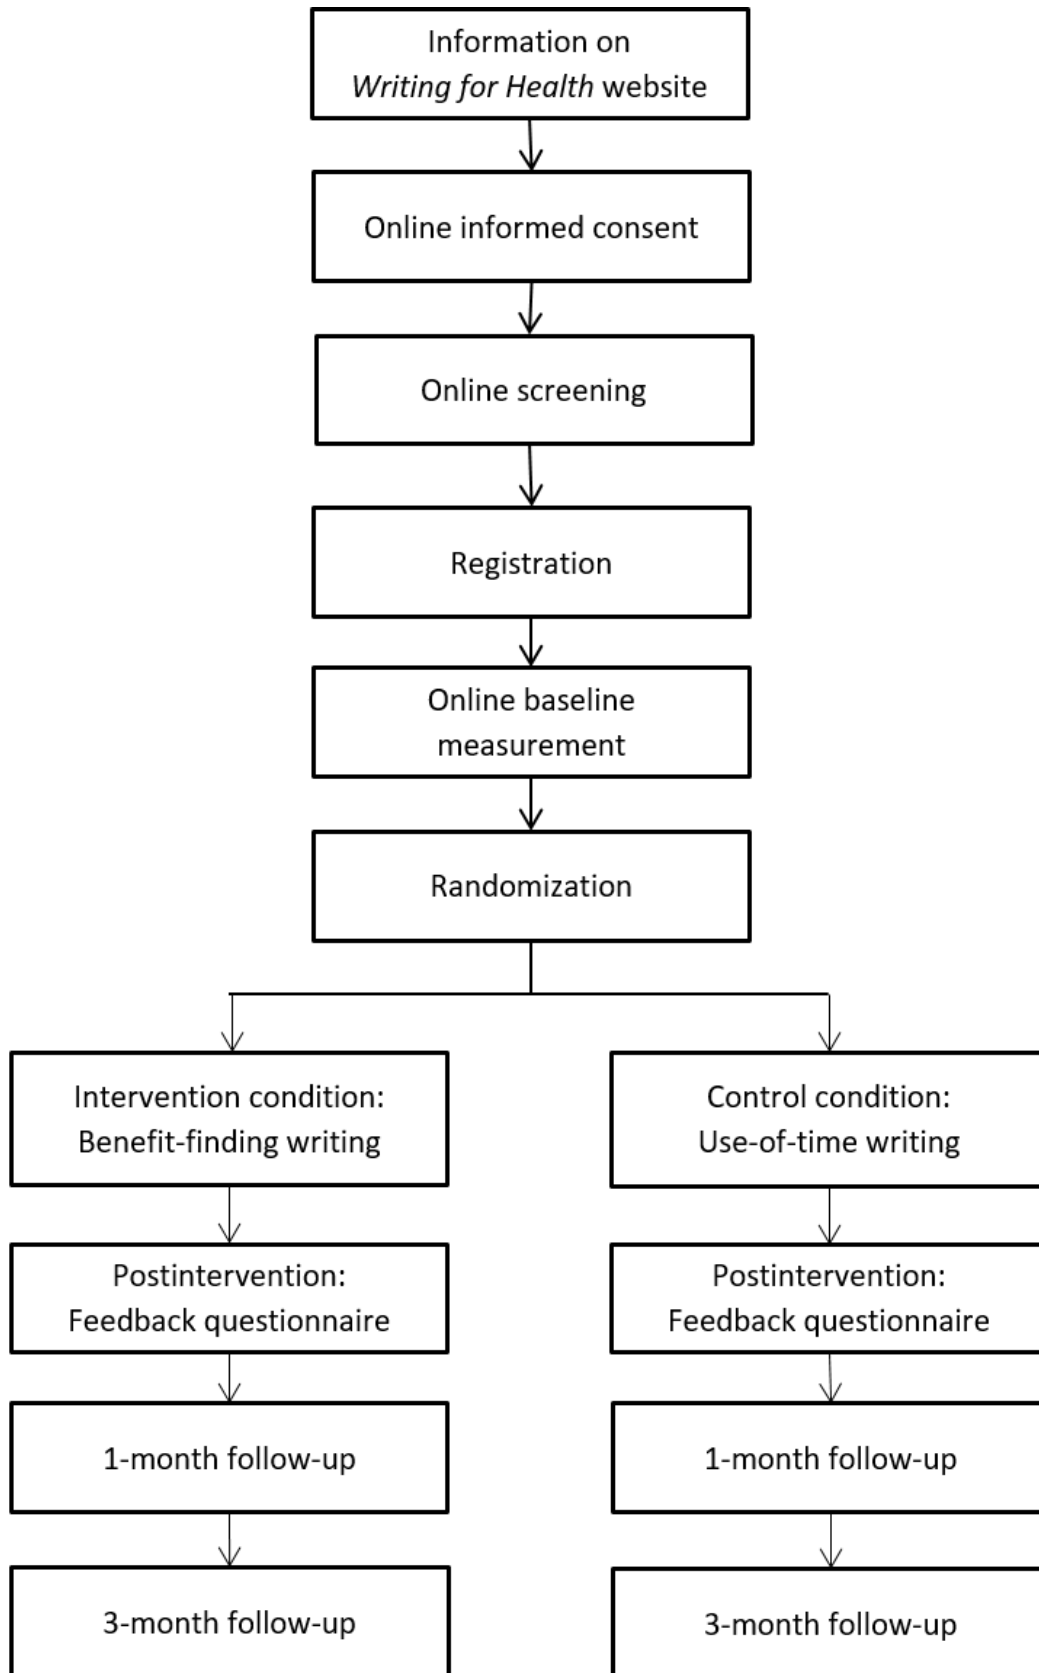 Information on
Writing for Health website
Online informed consent
Online screening
Registration
Online baseline
measurement
Randomization
Intervention condition:
Benefit-finding writing
Control condition:
Use-of-time writing
Postintervention:
Feedback questionnaire
Postintervention:
Feedback questionnaire
1-month follow-up
1-month follow-up
3-month follow-up
3-month follow-up